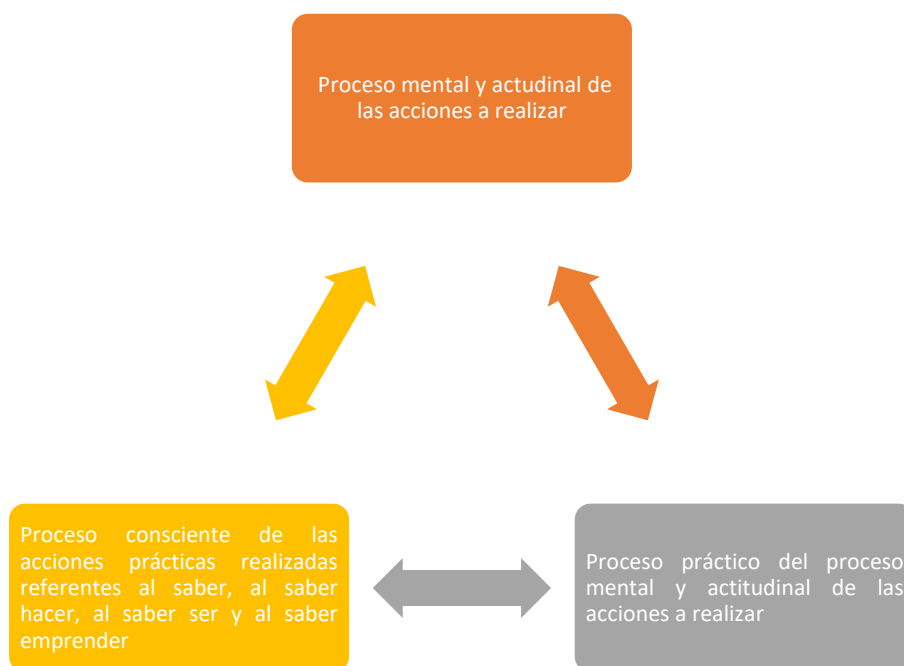 Proceso mental y actudinal de
las acciones a realizar
Proceso consciente de las
acciones prácticas realizadas
referentes al saber, al saber
hacer, al saber ser y al saber
emprender
Proceso práctico del proceso
mental y actitudinal de las
acciones a realizar